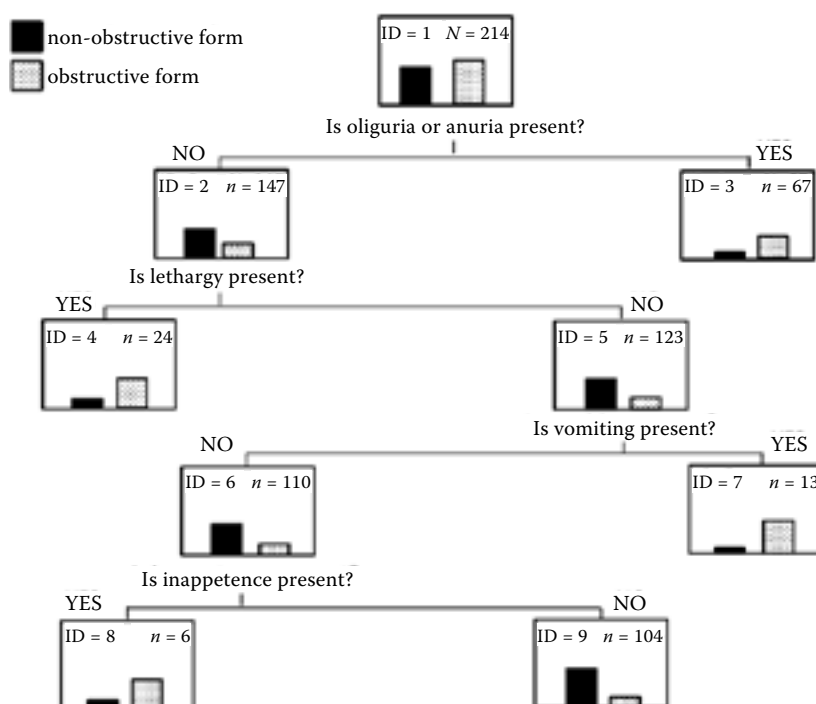 non-obstructive form
obstructive form
ID = 1 N = 214
Is oliguria or anuria present?
NO
YES
ID = 2 n = 147
ID = 3 n = 67
Is lethargy present?
YES
NO
ID = 4 n = 24
ID = 5 n = 123
Is vomiting present?
NO
YES
ID = 6 n = 110
ID = 7 n = 13
Is inappetence present?
YES
NO
ID = 8 n = 6
ID = 9 n = 104